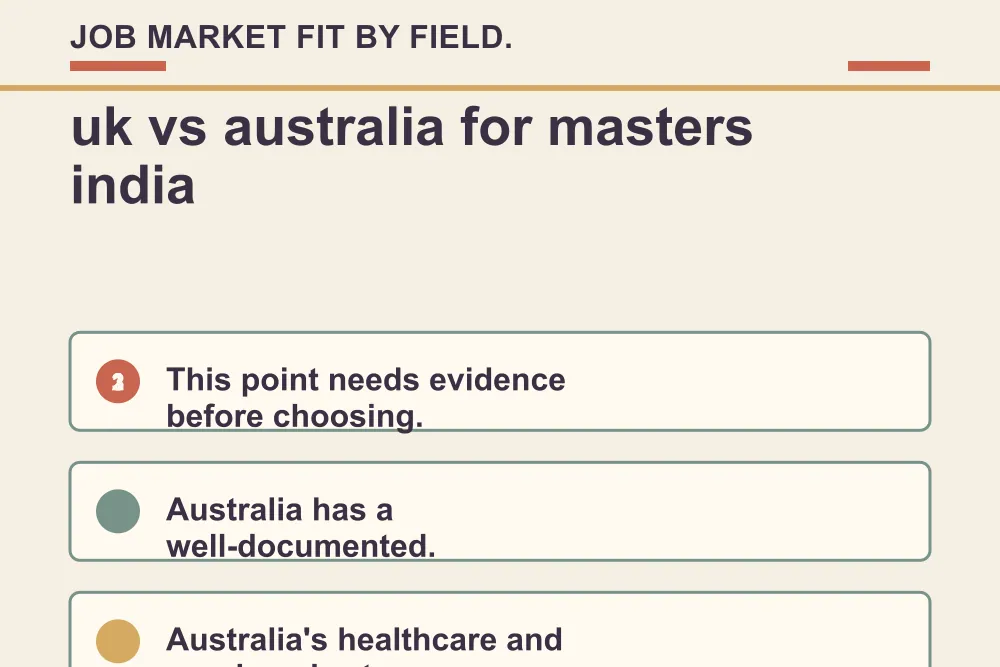 JOB MARKET FIT BY FIELD.
uk vs australia for masters
india
This point needs evidence
before choosing.
Australia has a
well-documented.
Australia's healthcare and